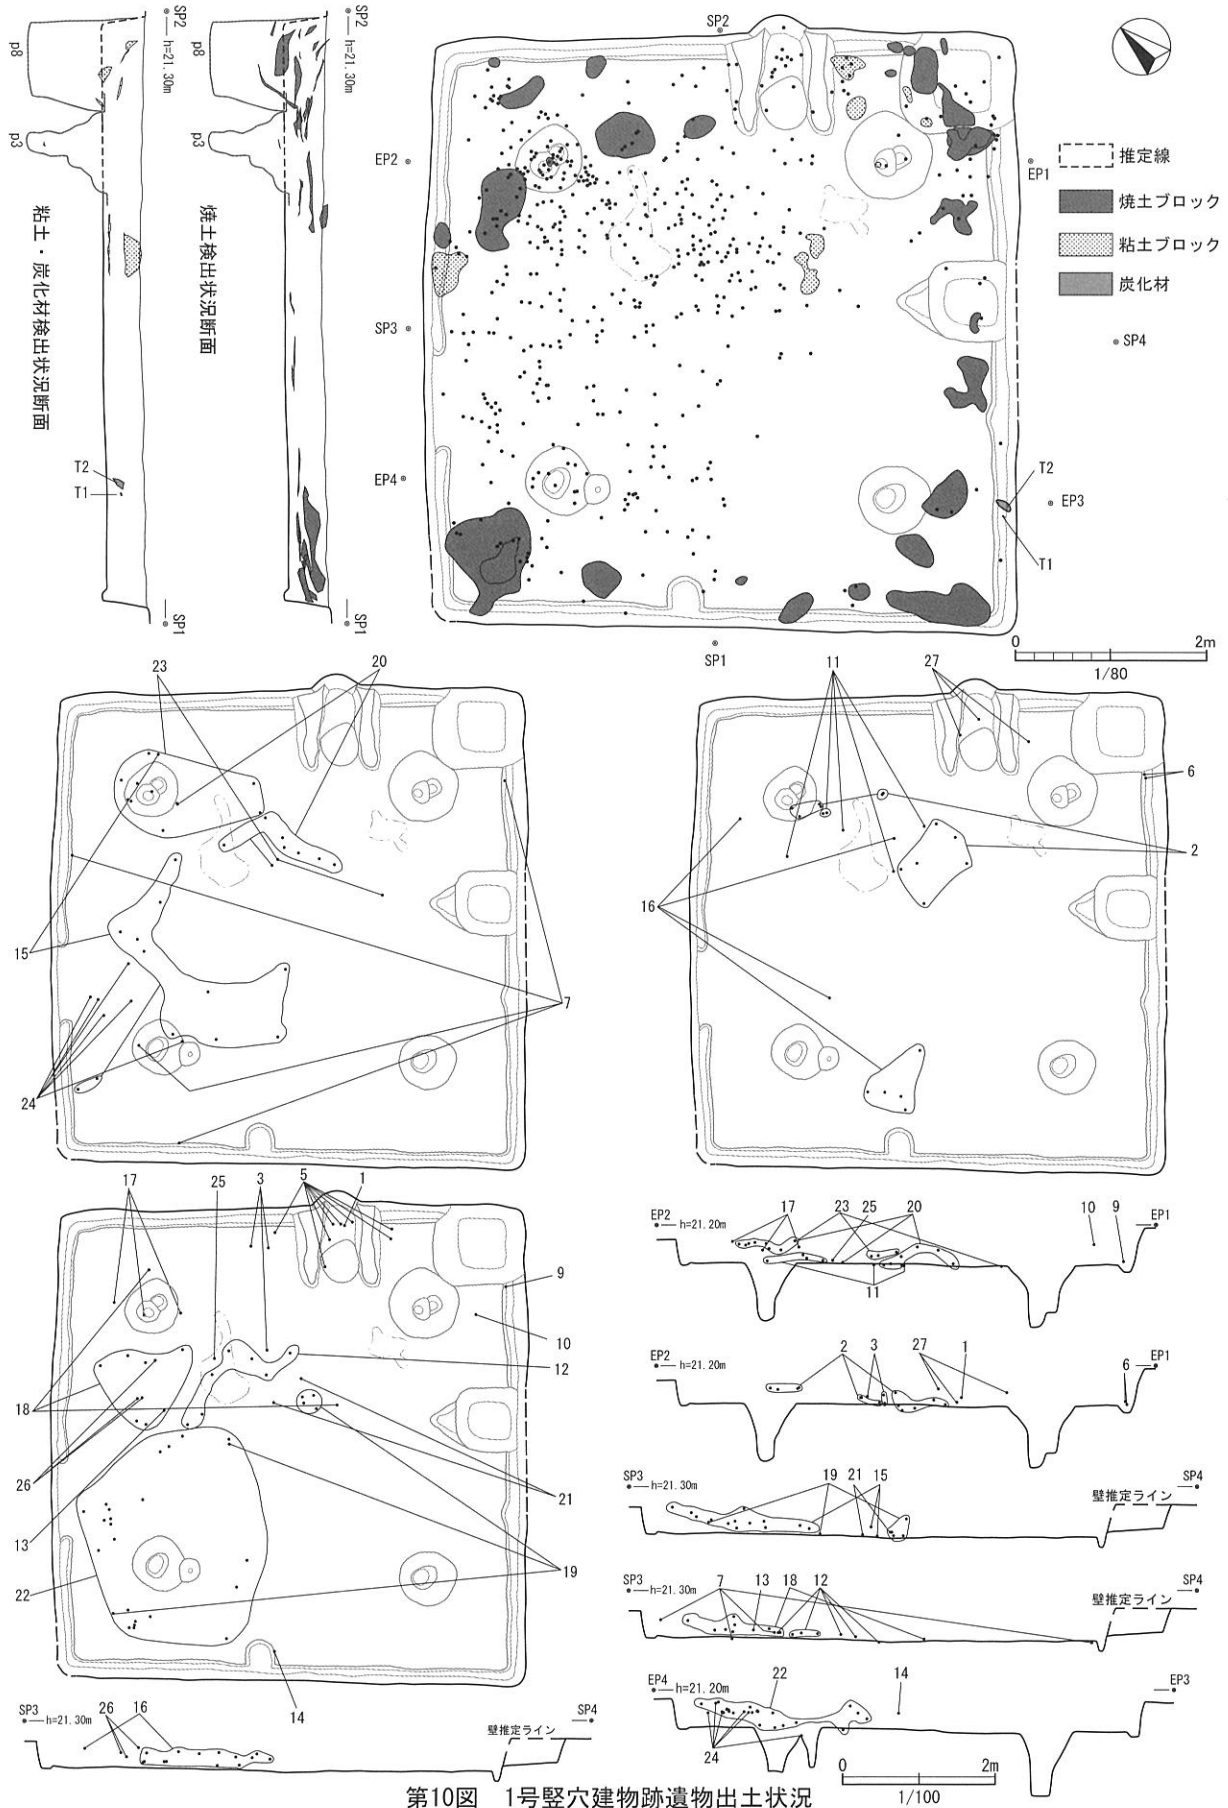 SP2
h=21.30m
p8
p3
粘土・炭化材検出状況断面
T2
T1
SP1
SP2
h=21.30m
p8
p3
焼土検出状況断面
SP1
SP2
EP2
EP1
SP3
SP4
EP4
EP3
T2
T1
SP1
推定線
焼土ブロック
粘土ブロック
炭化材
0 2m
1/80
23
20
15
7
24
11
27
6
2
16
17
25
3
5
1
9
10
12
18
26
21
13
19
22
14
EP2 h=21.20m 17 23 25 20 10 9 EP1
11
EP2 h=21.20m 2 3 27 1 6 EP1
SP3 h=21.30m 19 21 15 壁推定ライン SP4
SP3 h=21.30m 7 13 18 12 壁推定ライン SP4
EP4 h=21.20m 22 14 EP3
24
SP3 h=21.30m 26 16 壁推定ライン SP4
0 2m
1/100
第10図 1号竪穴建物跡遺物出土状況